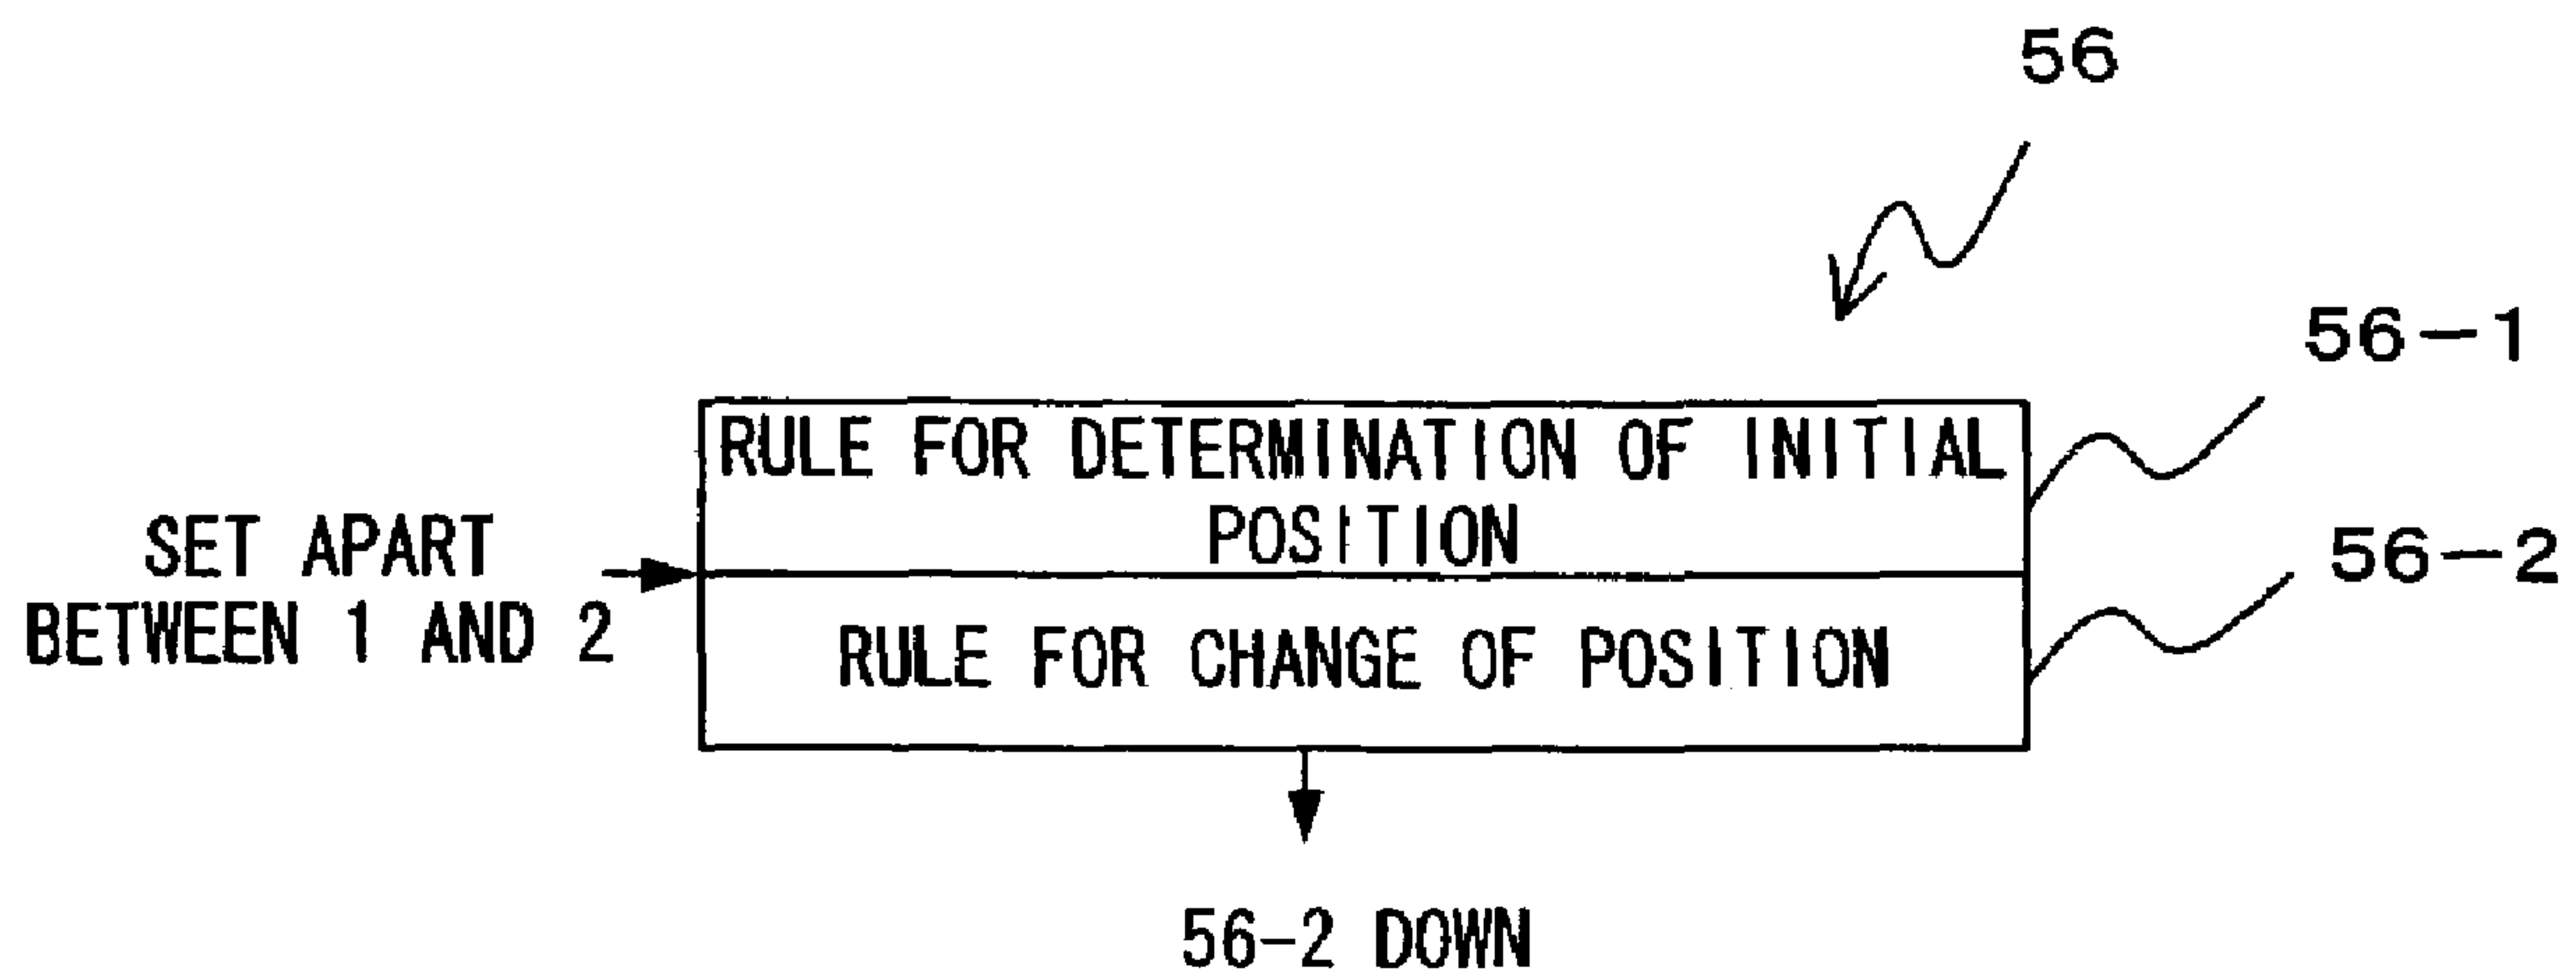 56
56-1
RULE FOR DETERMINATION OF INITIAL
POSITION
SET APART
BETWEEN 1 AND 2
56-2
RULE FOR CHANGE OF POSITION
56-2 DOWN